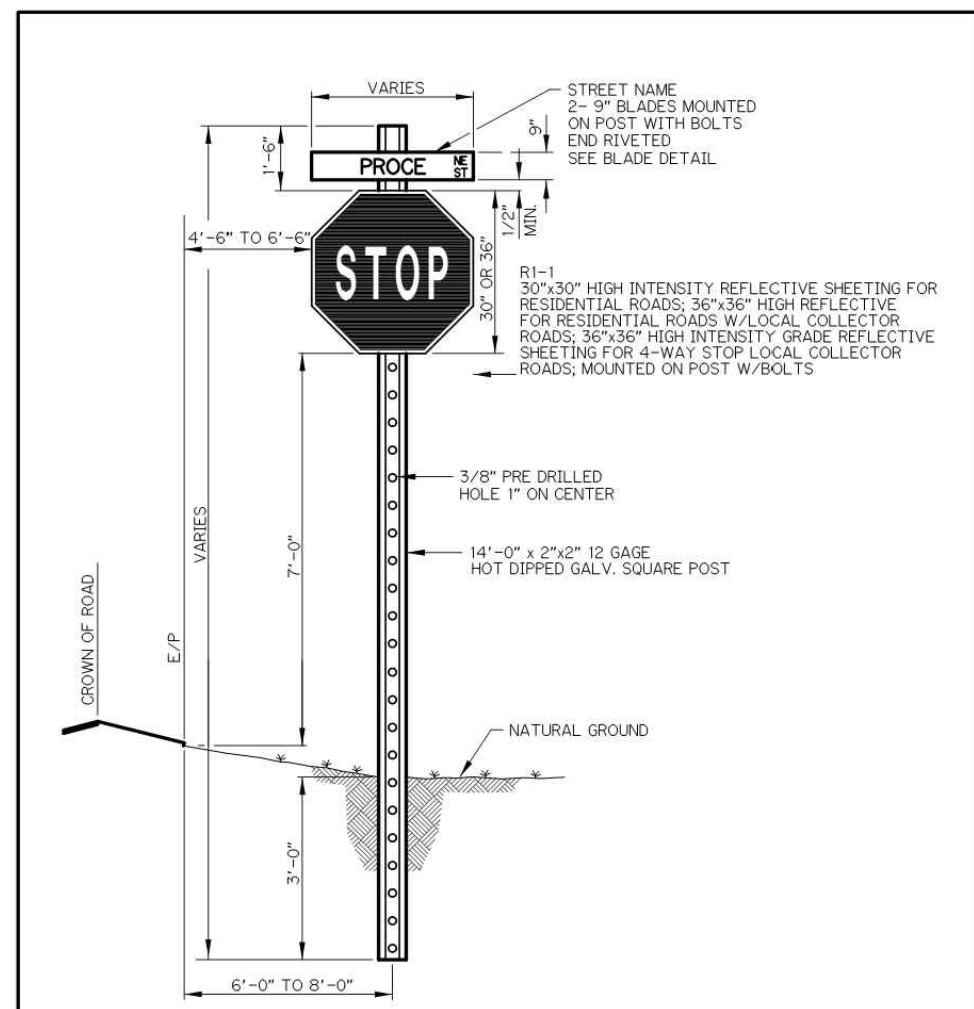 VARIES
STREET NAME
2- 9" BLADES MOUNTED
ON POST WITH BOLTS
END RIVETED
SEE BLADE DETAIL
9"
1'-6"
PROCE NE ST
1/2"
MIN.
4'-6" TO 6'-6"
STOP
30" OR 36"
R1-1
30"x30" HIGH INTENSITY REFLECTIVE SHEETING FOR
RESIDENTIAL ROADS; 36"x36" HIGH REFLECTIVE
FOR RESIDENTIAL ROADS W/LOCAL COLLECTOR
ROADS; 36"x36" HIGH INTENSITY GRADE REFLECTIVE
SHEETING FOR 4-WAY STOP LOCAL COLLECTOR
ROADS; MOUNTED ON POST W/BOLTS
3/8" PRE DRILLED
HOLE 1" ON CENTER
VARIES
7'-0"
14'-0" x 2"x2" 12 GAGE
HOT DIPPED GALV. SQUARE POST
CROWN OF ROAD
E/P
NATURAL GROUND
3'-0"
6'-0" TO 8'-0"